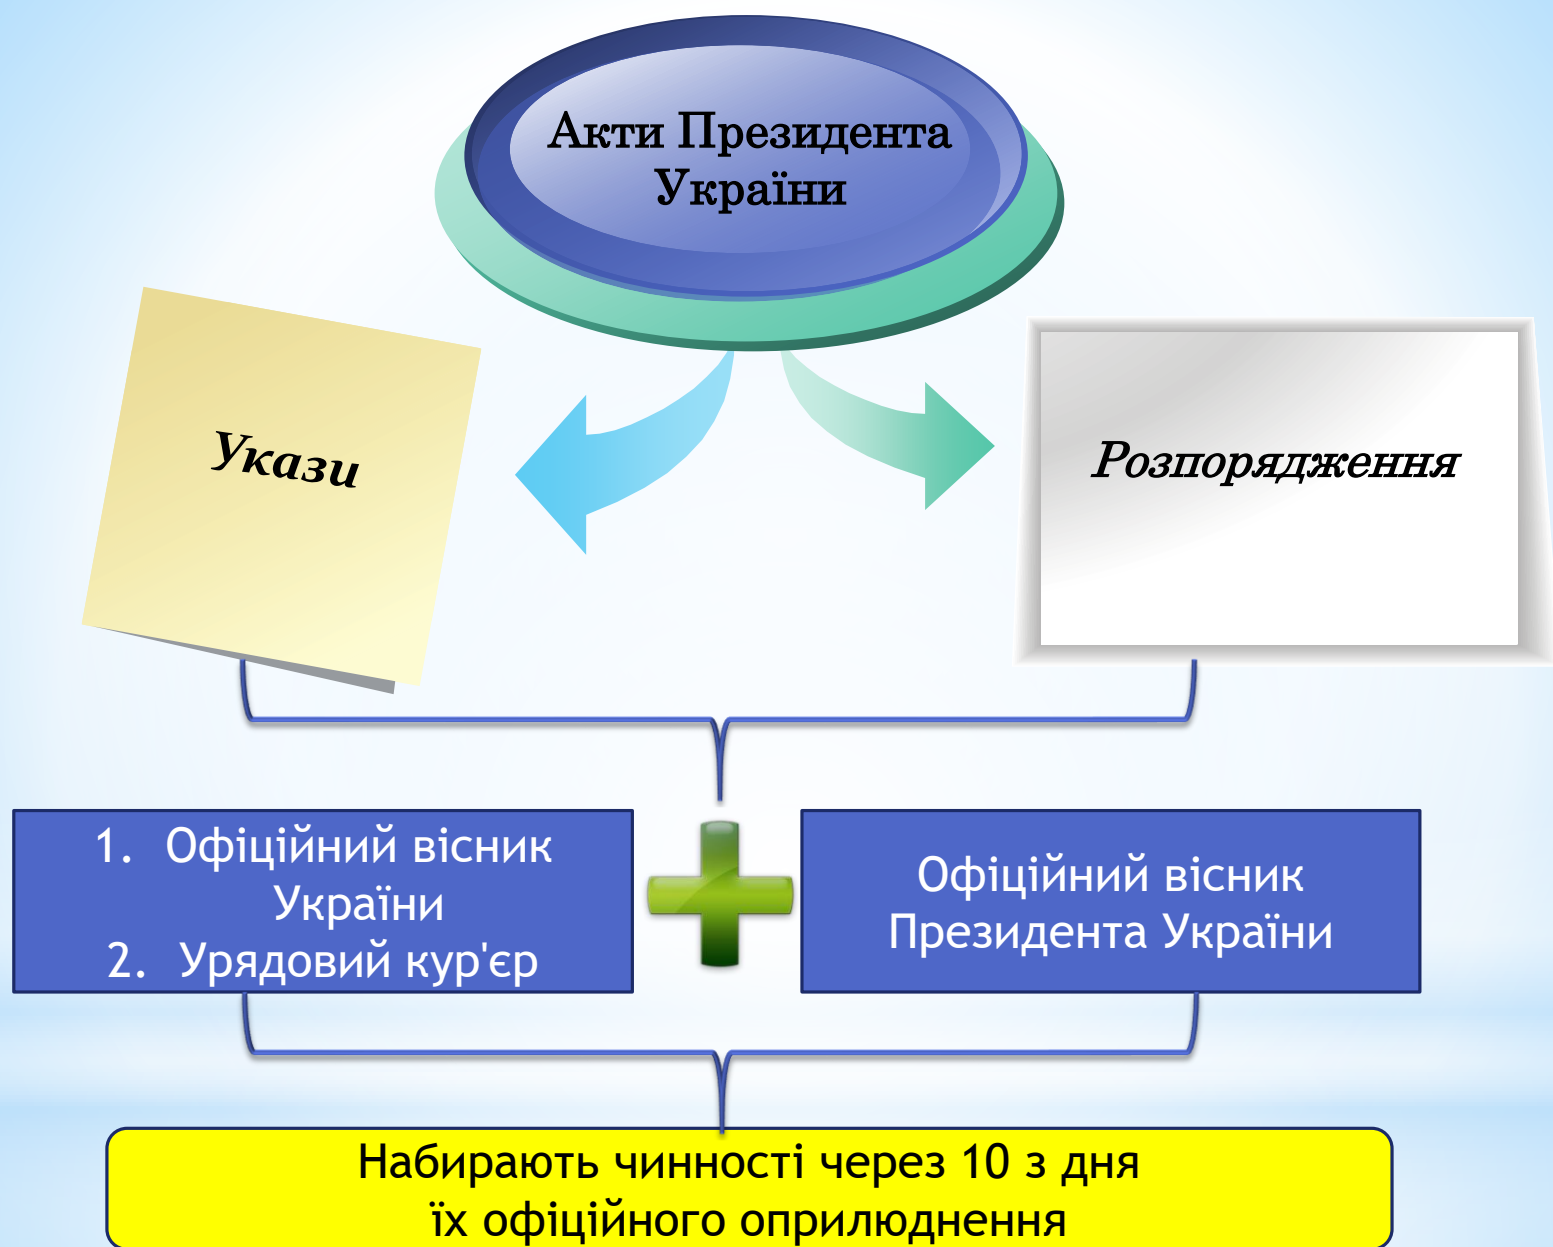 Акти Президента
України
Укази
Розпорядження
1. Офіційний вісник
України
2. Урядовий кур'єр
Офіційний вісник
Президента України
Набирають чинності через 10 з дня
їх офіційного оприлюднення